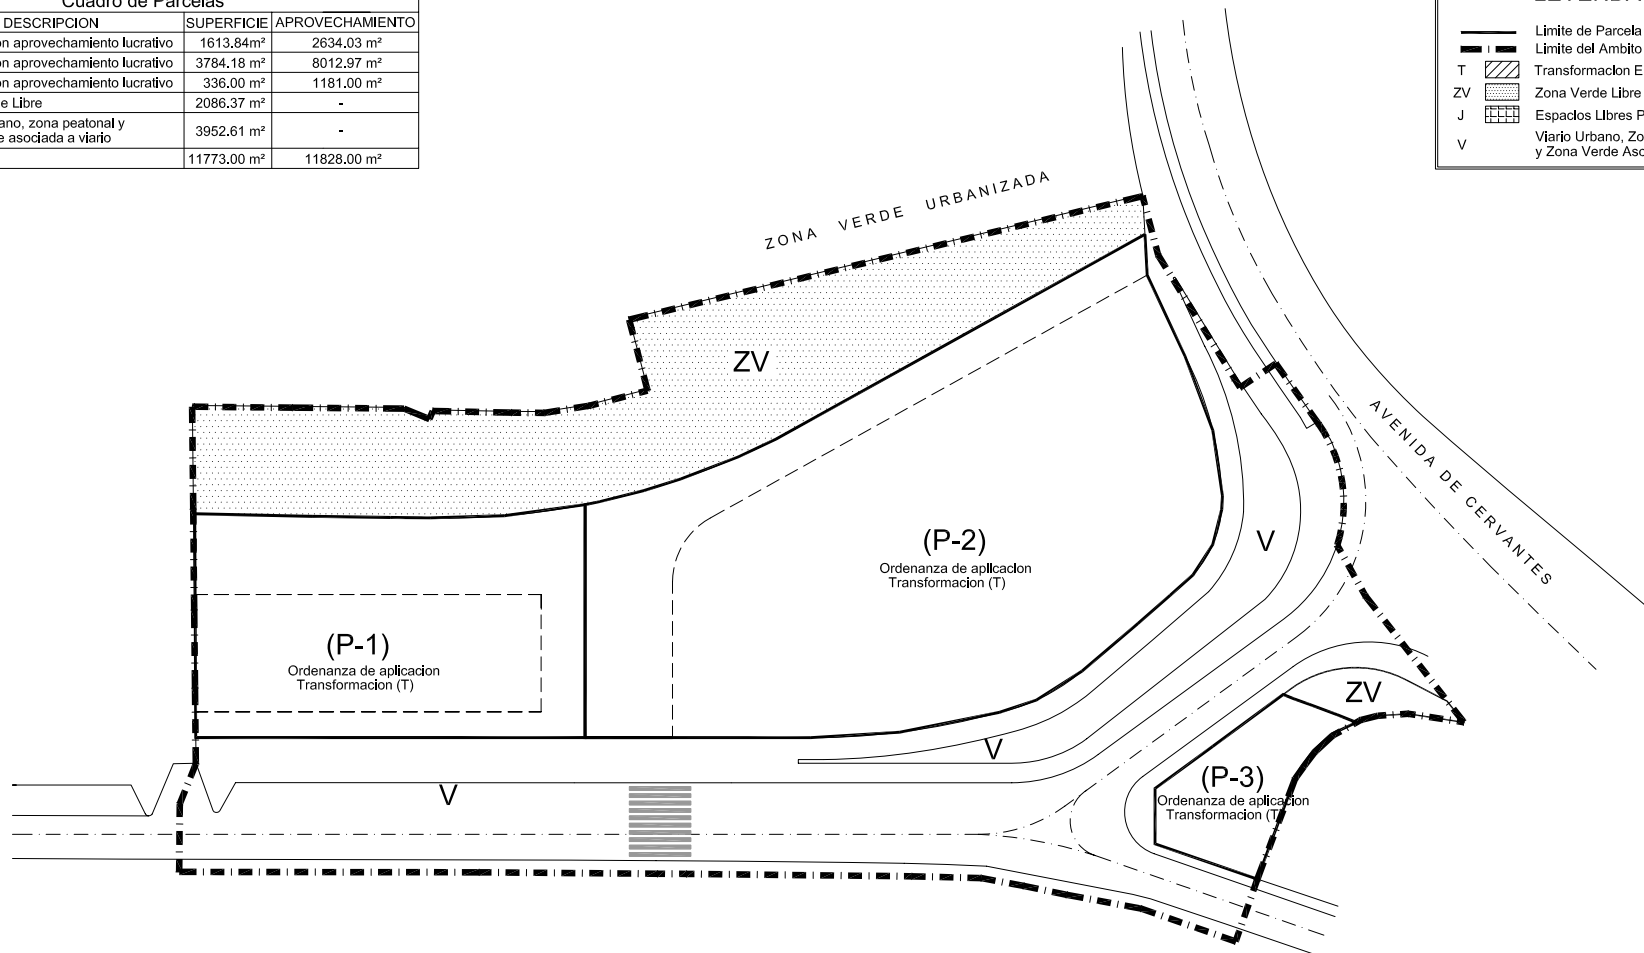 Cuadro de Parcelas
DESCRIPCION SUPERFICIE APROVECHAMIENTO
aprovechamiento lucrativo 1613.84m² 2634.03 m²
aprovechamiento lucrativo 3784.18 m² 8012.97 m²
aprovechamiento lucrativo 336.00 m² 1181.00 m²
Libre 2086.37 m² -
zona peatonal y
asociada a viario 3952.61 m² -
11773.00 m² 11828.00 m²
Limite de Parcela
Limite del Ambito
T Transformacion E
ZV Zona Verde Libre
J Espacios Libres P
V Viario Urbano, Zo
y Zona Verde Aso
ZONA VERDE URBANIZADA
ZV
AVENIDA DE CERVANTES
(P-2)
Ordenanza de aplicacion
Transformacion (T)
V
(P-1)
Ordenanza de aplicacion
Transformacion (T)
ZV
V
(P-3)
Ordenanza de aplicacion
Transformacion (T)
V